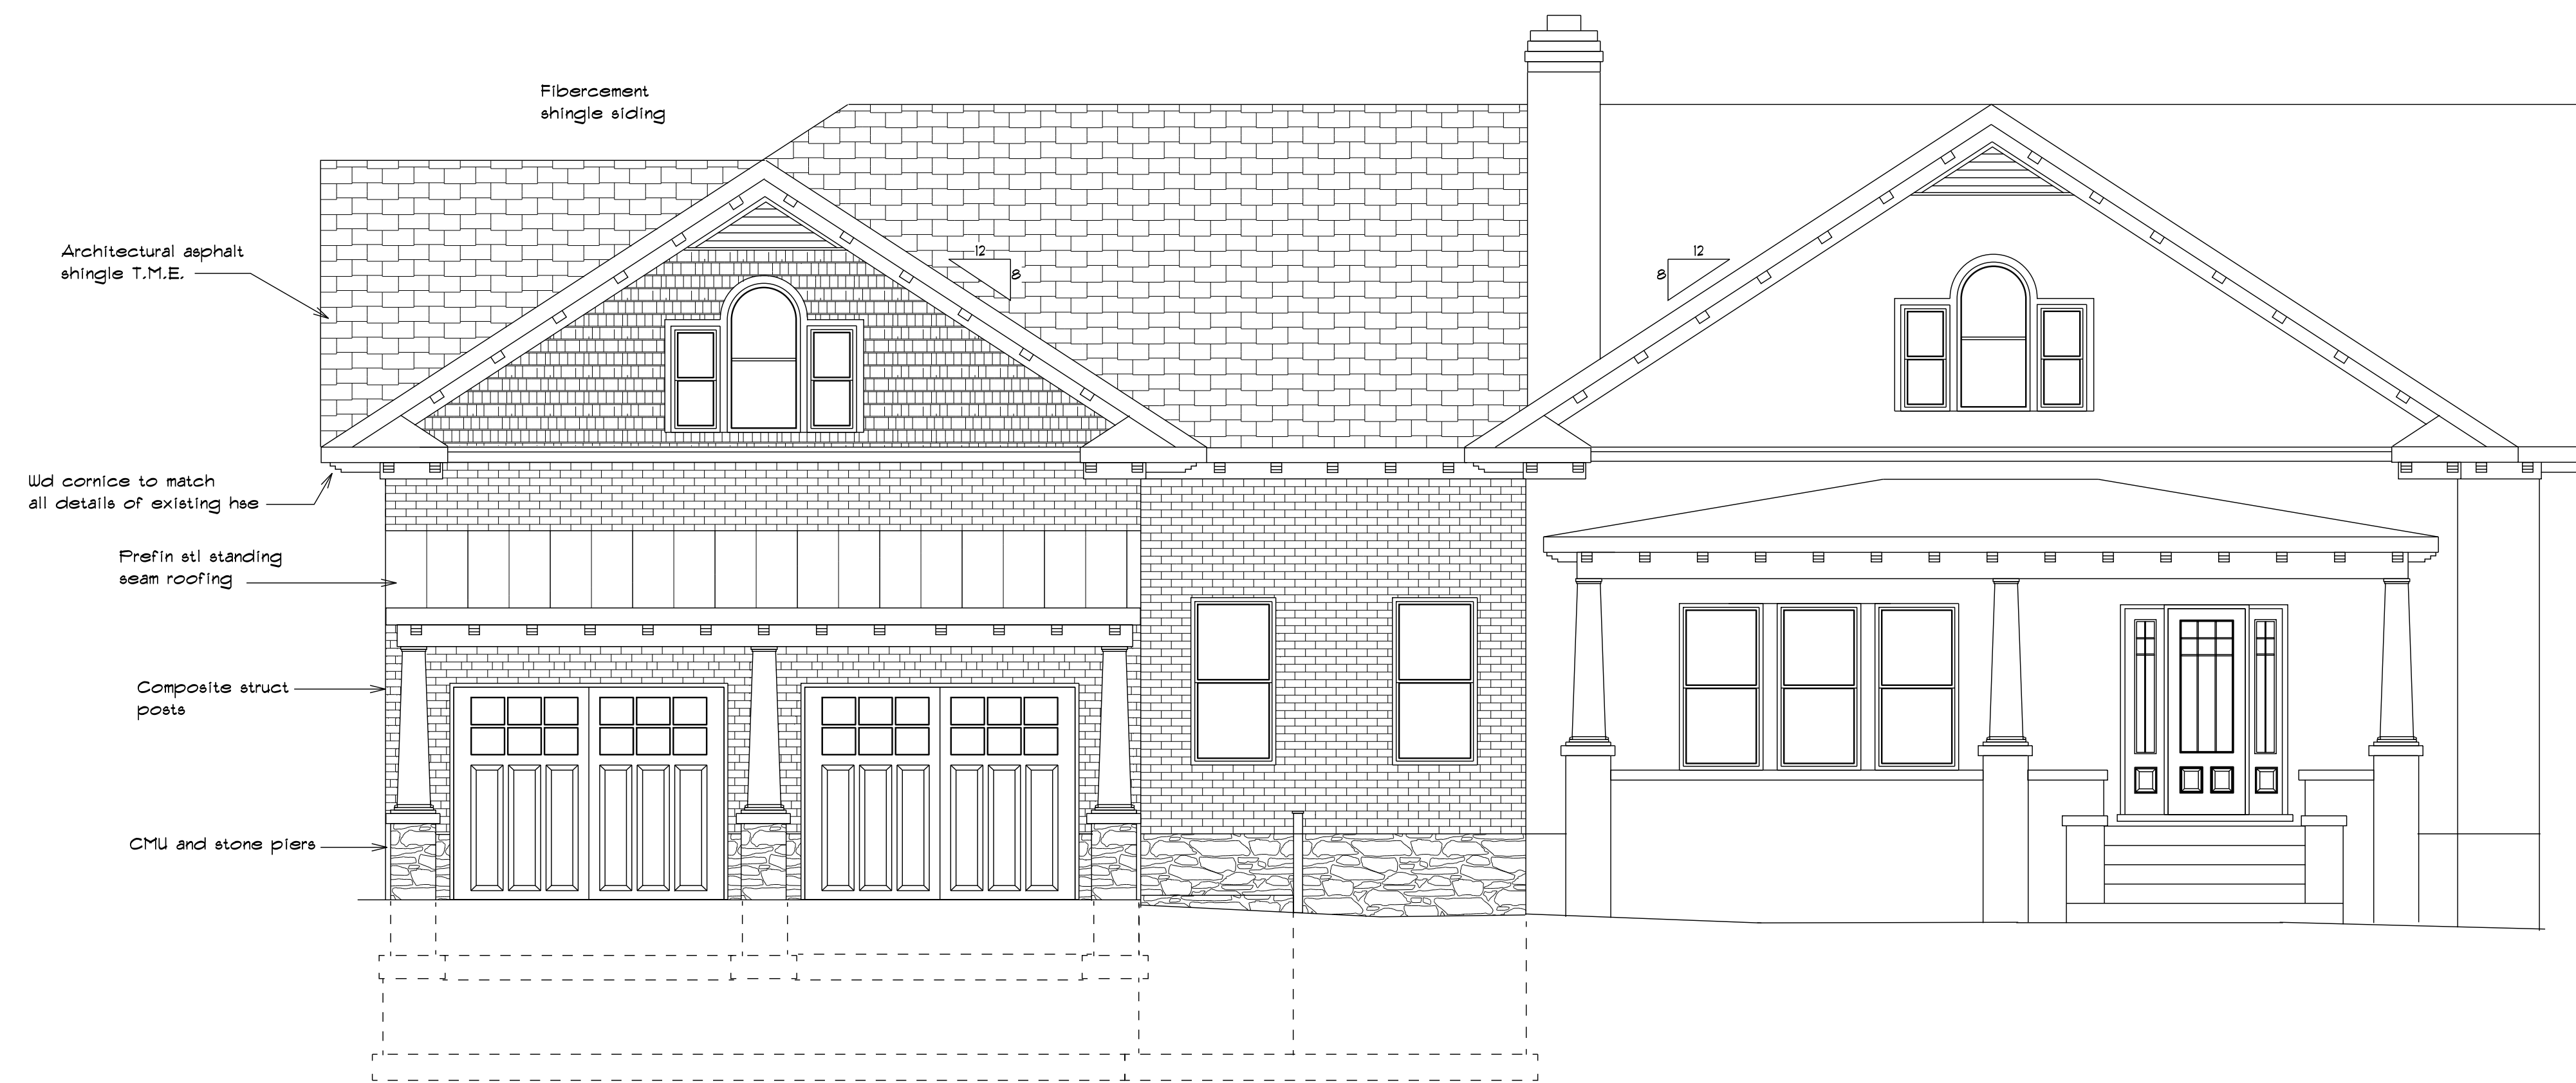 Fibercement
shingle siding
Architectural asphalt
shingle T.M.E.
12
8
12
8
Wd cornice to match
all details of existing hse
Prefin stl standing
seam roofing
Composite struct
posts
CMU and stone piers